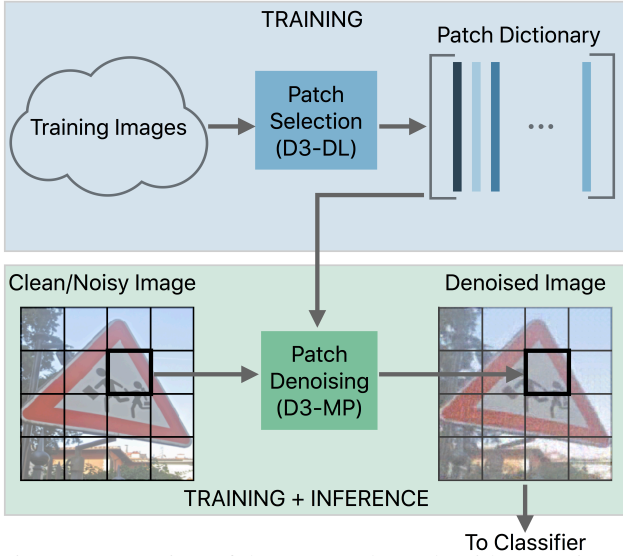 TRAINING
Patch Dictionary
Training Images
Patch
Selection
(D3-DL)
...
Clean/Noisy Image
Denoised Image
Patch
Denoising
(D3-MP)
TRAINING + INFERENCE
To Classifier